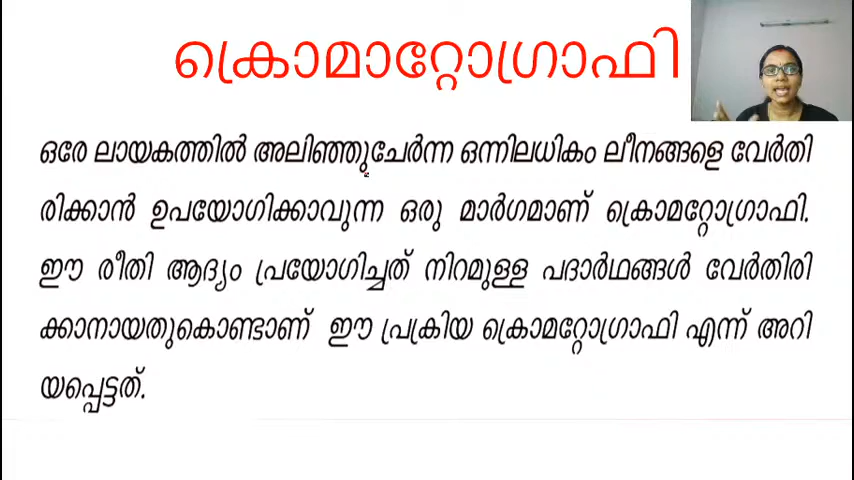 ക്രൊമാറ്റോഗ്രാഫി
ഒരേ ലായകത്തിൽ അലിഞ്ഞുചേർന്ന ഒന്നിലധികം ലീനങ്ങളെ വേർതി
രിക്കാൻ ഉപയോഗിക്കാവുന്ന ഒരു മാർഗമാണ് ക്രൊമറ്റോഗ്രാഫി.
ഈ രീതി ആദ്യം പ്രയോഗിച്ചത് നിറമുള്ള പദാർഥങ്ങൾ വേർതിരി
ക്കാനായതുകൊണ്ടാണ് ഈ പ്രക്രിയ ക്രൊമറ്റോഗ്രാഫി എന്ന് അറി
യപ്പെട്ടത്.